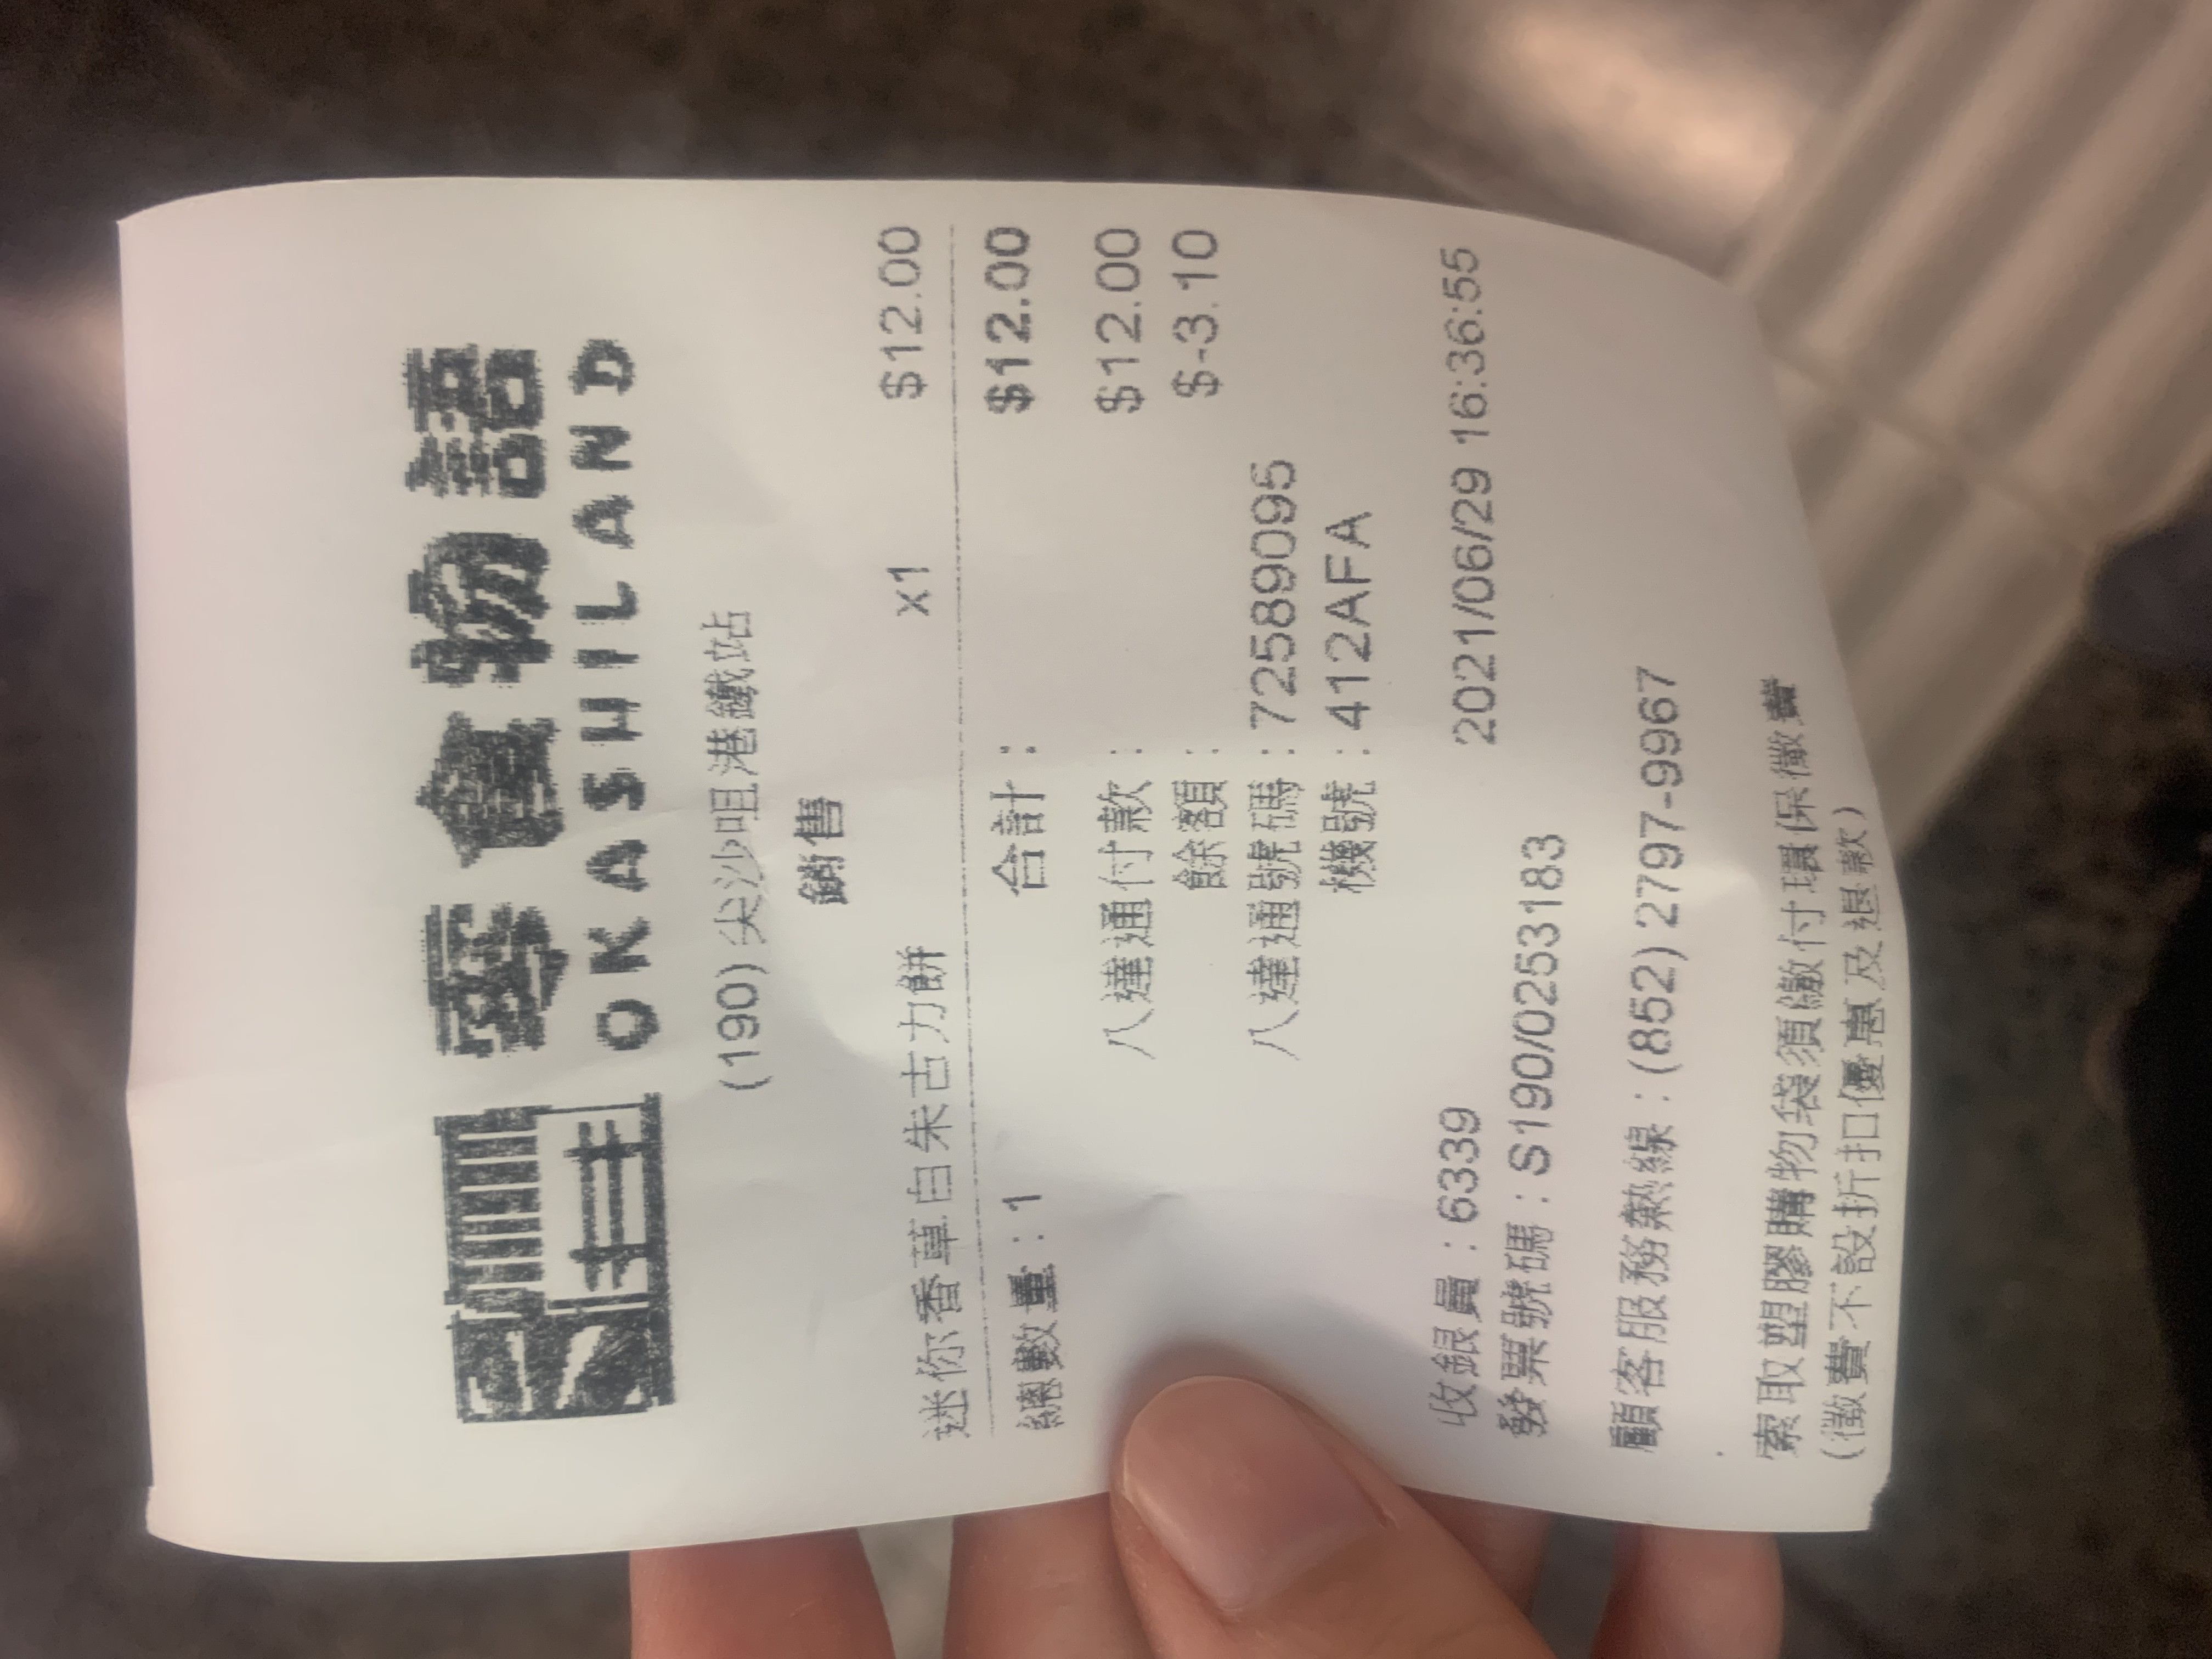 零食物語
OKASHILAND
(190) 尖沙咀港鐵站
銷售
迷你香草白朱古力餅 x1 $12.00
總數量 : 1 合計 : $12.00
八達通付款 : $12.00
餘額 : $-3.10
八達通號碼 : 72589095
機號 : 412AFA
收銀員 : 6339 2021/06/29 16:36:55
發票號碼 : S190/0253183
顧客服務熱線 : (852) 2797-9967
.
索取塑膠購物袋須繳付環保徵費
(徵費不設折扣優惠及退款)